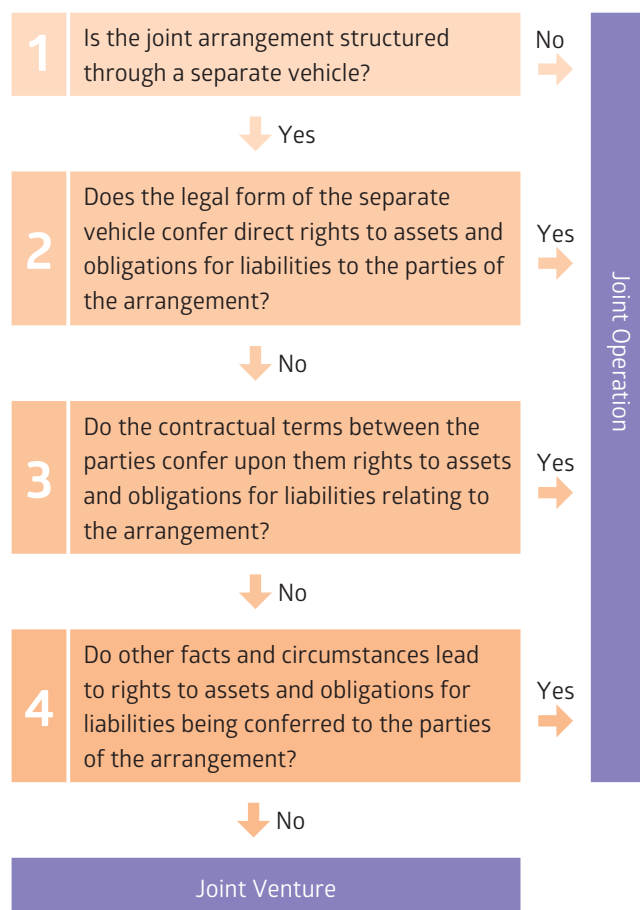 1
Is the joint arrangement structured
through a separate vehicle?
No
Yes
2
Does the legal form of the separate
vehicle confer direct rights to assets and
obligations for liabilities to the parties of
the arrangement?
Yes
No
3
Do the contractual terms between the
parties confer upon them rights to assets
and obligations for liabilities relating to
the arrangement?
Yes
No
4
Do other facts and circumstances lead
to rights to assets and obligations for
liabilities being conferred to the parties
of the arrangement?
Yes
No
Joint Operation
Joint Venture